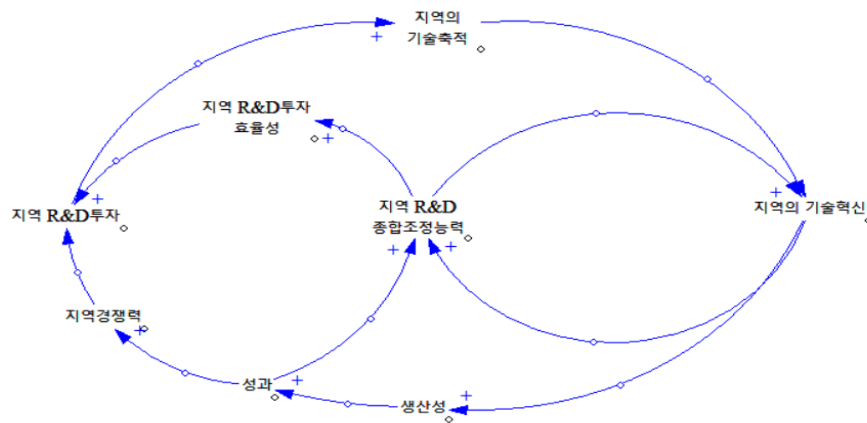 지역의
기술축적
지역 R&D투자
효율성
지역 R&D투자
지역 R&D
종합조정능력
지역의 기술혁신
지역경쟁력
성과
생산성